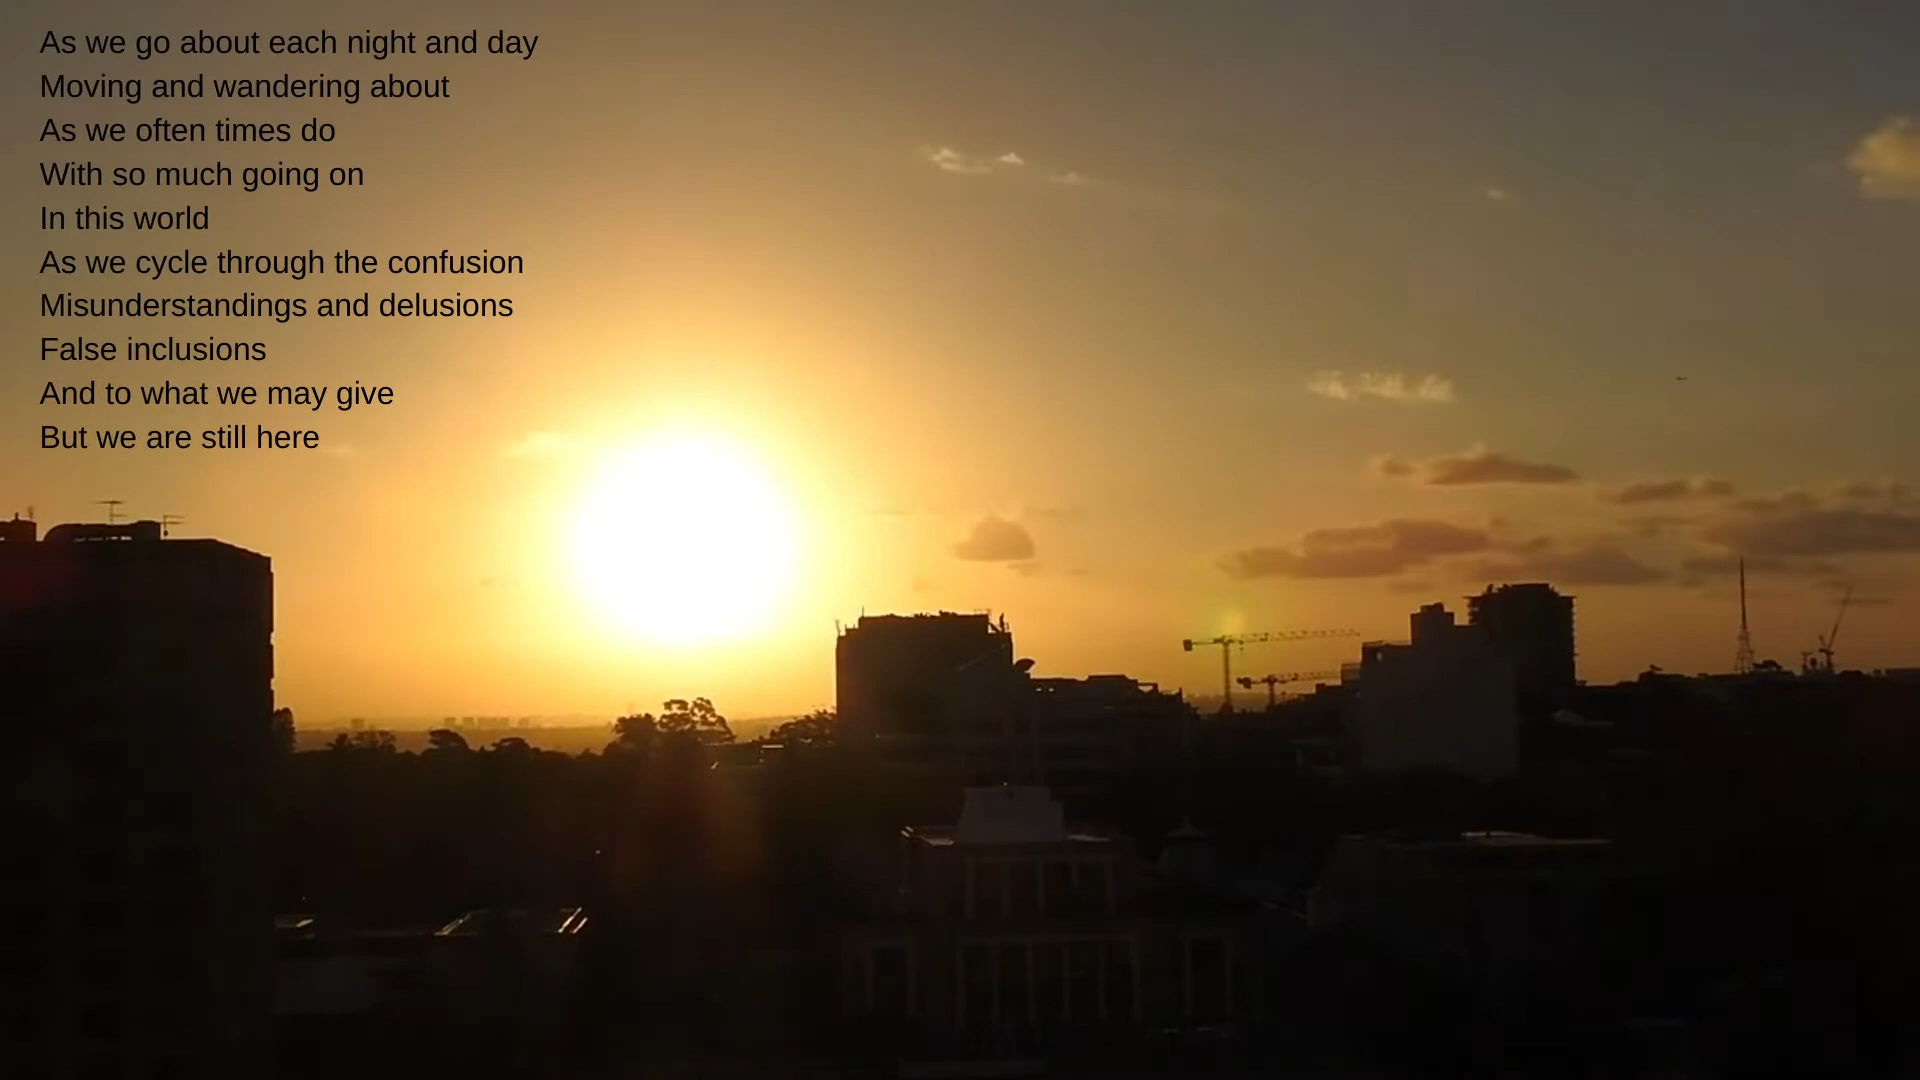 As we go about each night and day
Moving and wandering about
As we often times do
With so much going on
In this world
As we cycle through the confusion
Misunderstandings and delusions
False inclusions
And to what we may give
But we are still here